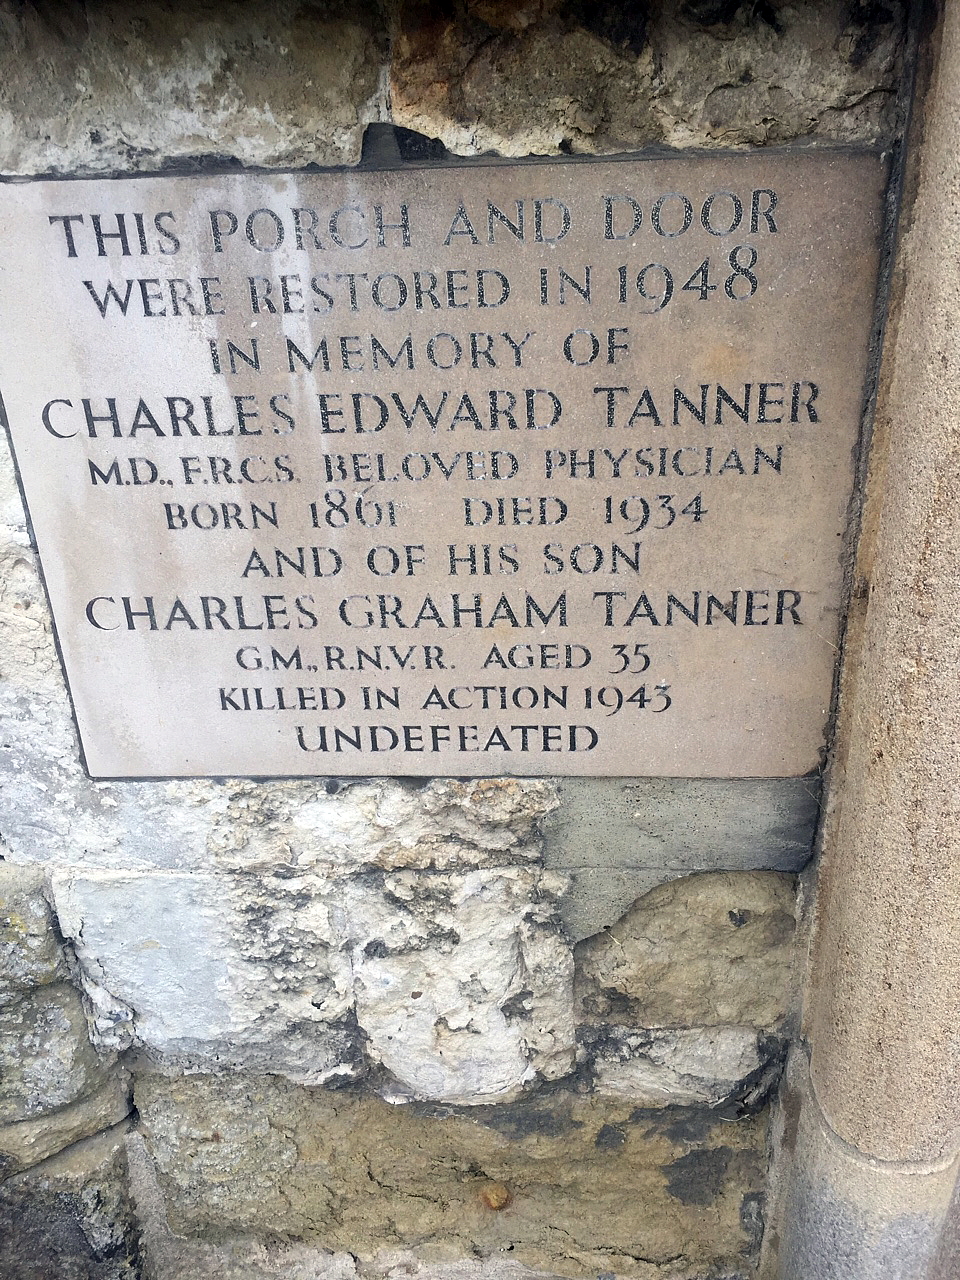 THIS PORCH AND DOOR
WERE RESTORED IN 1948
IN MEMORY OF
CHARLES EDWARD TANNER
M.D., F.R.C.S. BELOVED PHYSICIAN
BORN 1861 DIED 1934
AND OF HIS SON
CHARLES GRAHAM TANNER
G.M., R.N.V.R. AGED 35
KILLED IN ACTION 1943
UNDEFEATED